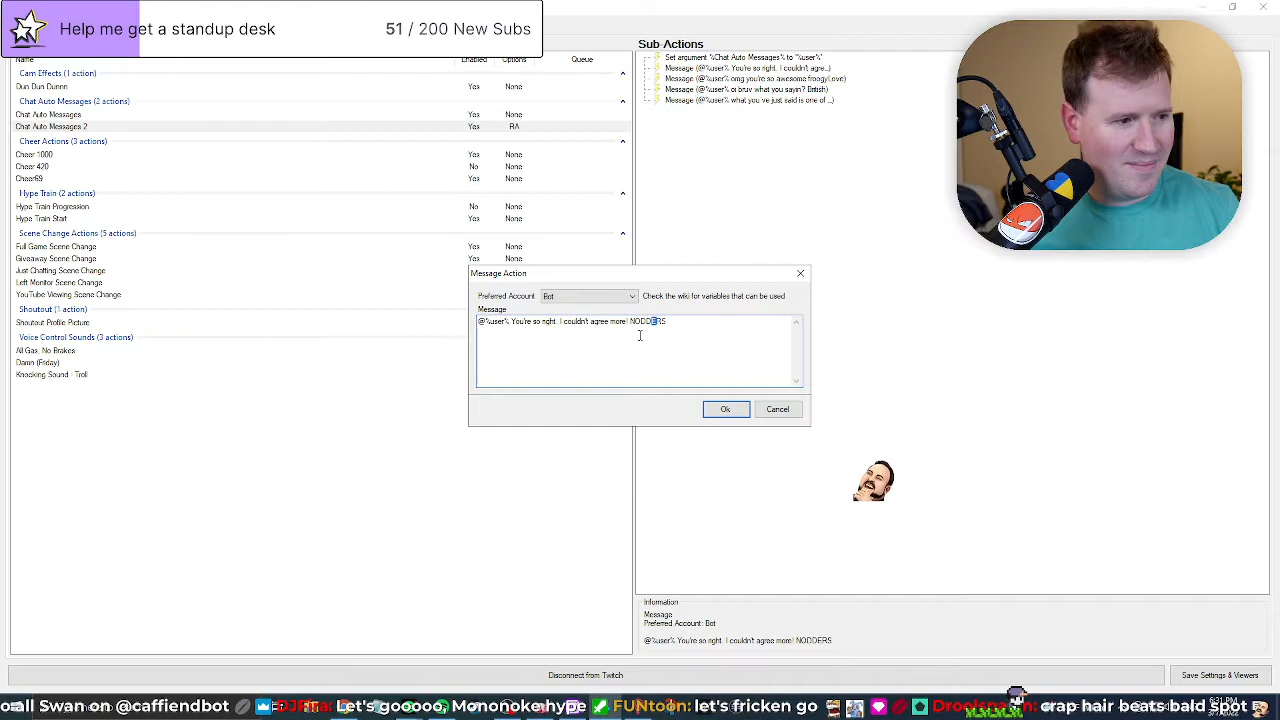 Help me get a standup desk 51 / 200 New Subs
Name Enabled Options Queue
Cam Effects (1 action)
Dun Dun Dunnn Yes None
Chat Auto Messages (2 actions)
Chat Auto Messages Yes None
Chat Auto Messages 2 Yes RA
Cheer Actions (3 actions)
Cheer 1000 Yes None
Cheer 420 No None
Cheer69 Yes None
Hype Train (2 actions)
Hype Train Progression No None
Hype Train Start Yes None
Scene Change Actions (5 actions)
Full Game Scene Change Yes None
Giveaway Scene Change Yes None
Just Chatting Scene Change
Left Monitor Scene Change
YouTube Viewing Scene Change
Shoutout (1 action)
Shoutout Profile Picture
Voice Control Sounds (3 actions)
All Gas, No Brakes
Damn (Friday)
Knocking Sound - Troll
Sub-Actions
Set argument %Chat Auto Messages% to "%user%"
Message (@%user% You're so right. I couldn't agre...)
Message (@%user% omg you're so awesome froogyLove)
Message (@%user% oi bruv what you sayin? British)
Message (@%user% what you've just said is one of ...)
Message Action
Preferred Account: Bot Check the wiki for variables that can be used
Message
@%user% You're so right. I couldn't agree more! NODDERS
Ok Cancel
Information
Message
Preferred Account: Bot
@%user% You're so right. I couldn't agree more! NODDERS
Disconnect from Twitch Save Settings & Viewers
call Swan on @caffiendbot Let's gooooo FUNtoon: lets fricken go crap hair beats bald spot